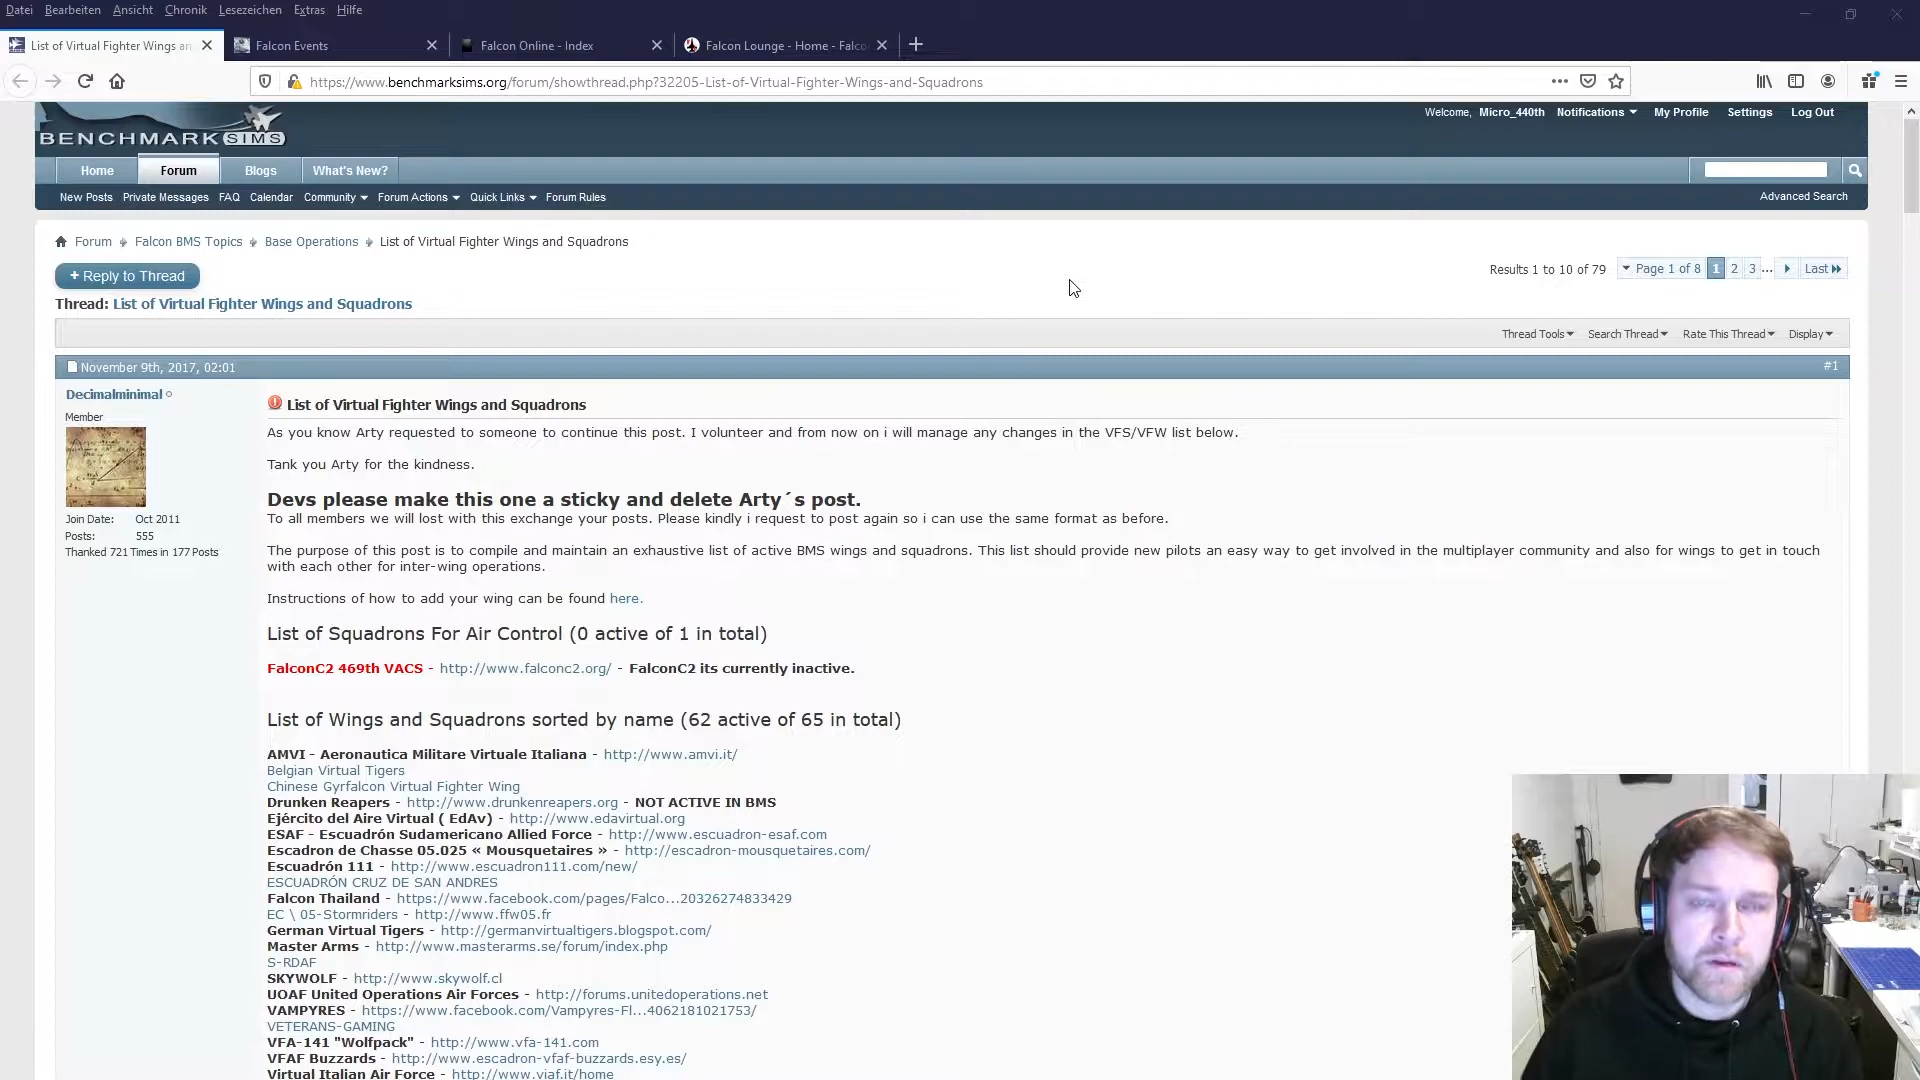 Datei Bearbeiten Ansicht Chronik Lesezeichen Extras Hilfe
List of Virtual Fighter Wings an Falcon Events Falcon Online - Index Falcon Lounge - Home - Falco
https://www.benchmarksims.org/forum/showthread.php?32205-List-of-Virtual-Fighter-Wings-and-Squadrons
BENCHMARK SIMS
Welcome, Micro_440th Notifications My Profile Settings Log Out
Home Forum Blogs What's New?
New Posts Private Messages FAQ Calendar Community Forum Actions Quick Links Forum Rules Advanced Search
Forum Falcon BMS Topics Base Operations List of Virtual Fighter Wings and Squadrons
+ Reply to Thread Results 1 to 10 of 79 Page 1 of 8 1 2 3 ... Last
Thread: List of Virtual Fighter Wings and Squadrons
Thread Tools Search Thread Rate This Thread Display
November 9th, 2017, 02:01 #1
Decimalminimal
Member
Join Date: Oct 2011
Posts: 555
Thanked 721 Times in 177 Posts
List of Virtual Fighter Wings and Squadrons
As you know Arty requested to someone to continue this post. I volunteer and from now on i will manage any changes in the VFS/VFW list below.
Tank you Arty for the kindness.
Devs please make this one a sticky and delete Arty´s post.
To all members we will lost with this exchange your posts. Please kindly i request to post again so i can use the same format as before.
The purpose of this post is to compile and maintain an exhaustive list of active BMS wings and squadrons. This list should provide new pilots an easy way to get involved in the multiplayer community and also for wings to get in touch
with each other for inter-wing operations.
Instructions of how to add your wing can be found here.
List of Squadrons For Air Control (0 active of 1 in total)
FalconC2 469th VACS - http://www.falconc2.org/ - FalconC2 its currently inactive.
List of Wings and Squadrons sorted by name (62 active of 65 in total)
AMVI - Aeronautica Militare Virtuale Italiana - http://www.amvi.it/
Belgian Virtual Tigers
Chinese Gyrfalcon Virtual Fighter Wing
Drunken Reapers - http://www.drunkenreapers.org - NOT ACTIVE IN BMS
Ejército del Aire Virtual ( EdAv) - http://www.edavirtual.org
ESAF - Escuadrón Sudamericano Allied Force - http://www.escuadron-esaf.com
Escadron de Chasse 05.025 « Mousquetaires » - http://escadron-mousquetaires.com/
Escuadrón 111 - http://www.escuadron111.com/new/
ESCUADRÓN CRUZ DE SAN ANDRES
Falcon Thailand - https://www.facebook.com/pages/Falco...20326274833429
EC \ 05-Stormriders - http://www.ffw05.fr
German Virtual Tigers - http://germanvirtualtigers.blogspot.com/
Master Arms - http://www.masterarms.se/forum/index.php
S-RDAF
SKYWOLF - http://www.skywolf.cl
UOAF United Operations Air Forces - http://forums.unitedoperations.net
VAMPYRES - https://www.facebook.com/Vampyres-Fl...4062181021753/
VETERANS-GAMING
VFA-141 "Wolfpack" - http://www.vfa-141.com
VFAF Buzzards - http://www.escadron-vfaf-buzzards.esy.es/
Virtual Italian Air Force - http://www.viaf.it/home